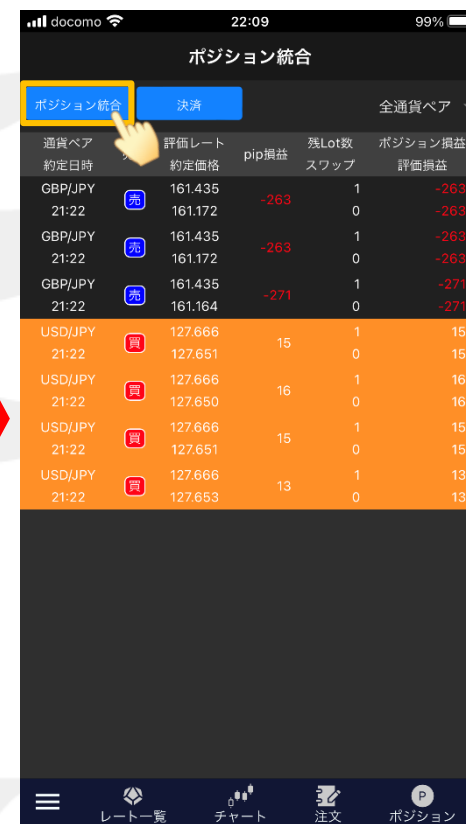 docomo 22:09 99%
ポジション統合
ポジション統合 決済 全通貨ペア
通貨ペア 評価レート pip損益 残Lot数 ポジション損益
約定日時 約定価格 スワップ 評価損益
GBP/JPY 売 161.435 -263 1 -263
21:22 161.172 0 -263
GBP/JPY 売 161.435 -263 1 -263
21:22 161.172 0 -263
GBP/JPY 売 161.435 -271 1 -271
21:22 161.164 0 -271
USD/JPY 買 127.666 15 1 15
21:22 127.651 0 15
USD/JPY 買 127.666 16 1 16
21:22 127.650 0 16
USD/JPY 買 127.666 15 1 15
21:22 127.651 0 15
USD/JPY 買 127.666 13 1 13
21:22 127.653 0 13
レート一覧 チャート 注文 P ポジション